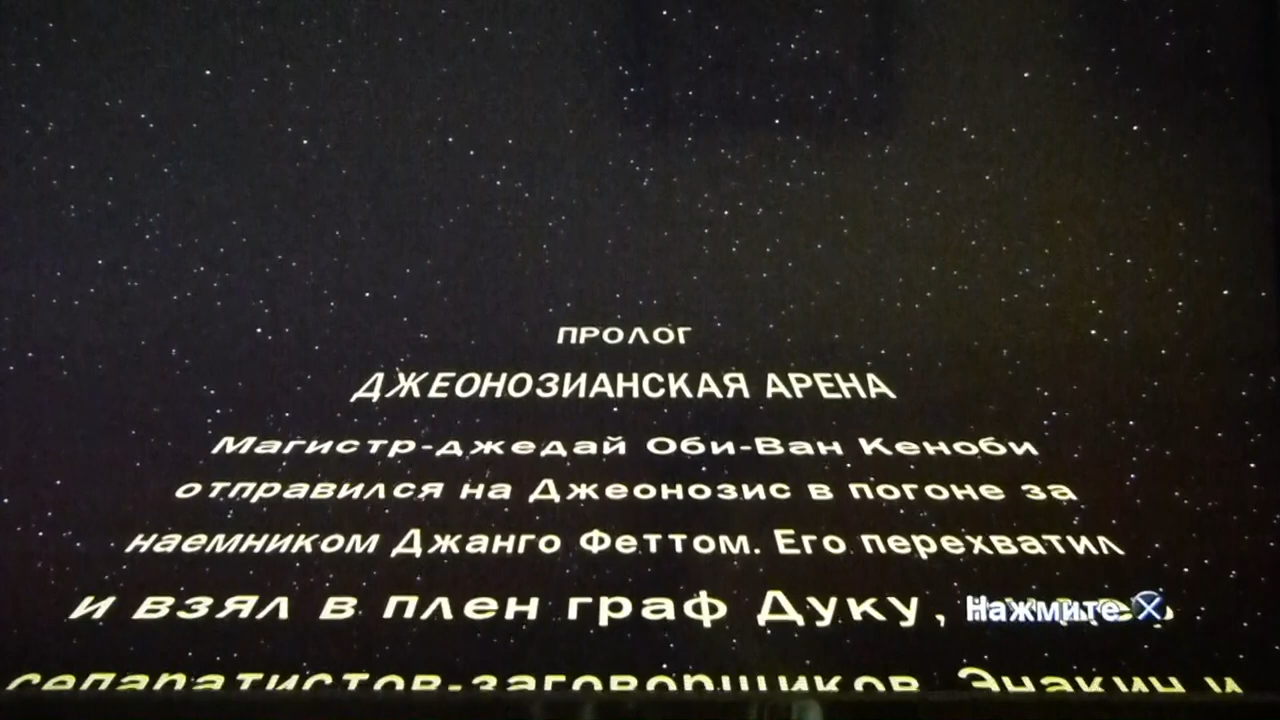 ПРОЛОГ
ДЖЕОНОЗИАНСКАЯ АРЕНА
Магистр-джедай Оби-Ван Кеноби
отправился на Джеонозис в погоне за
наемником Джанго Феттом. Его перехватил
и взял в плен граф Дуку,
Нажмите
сепаратистов-заговорщиков. Энакин и